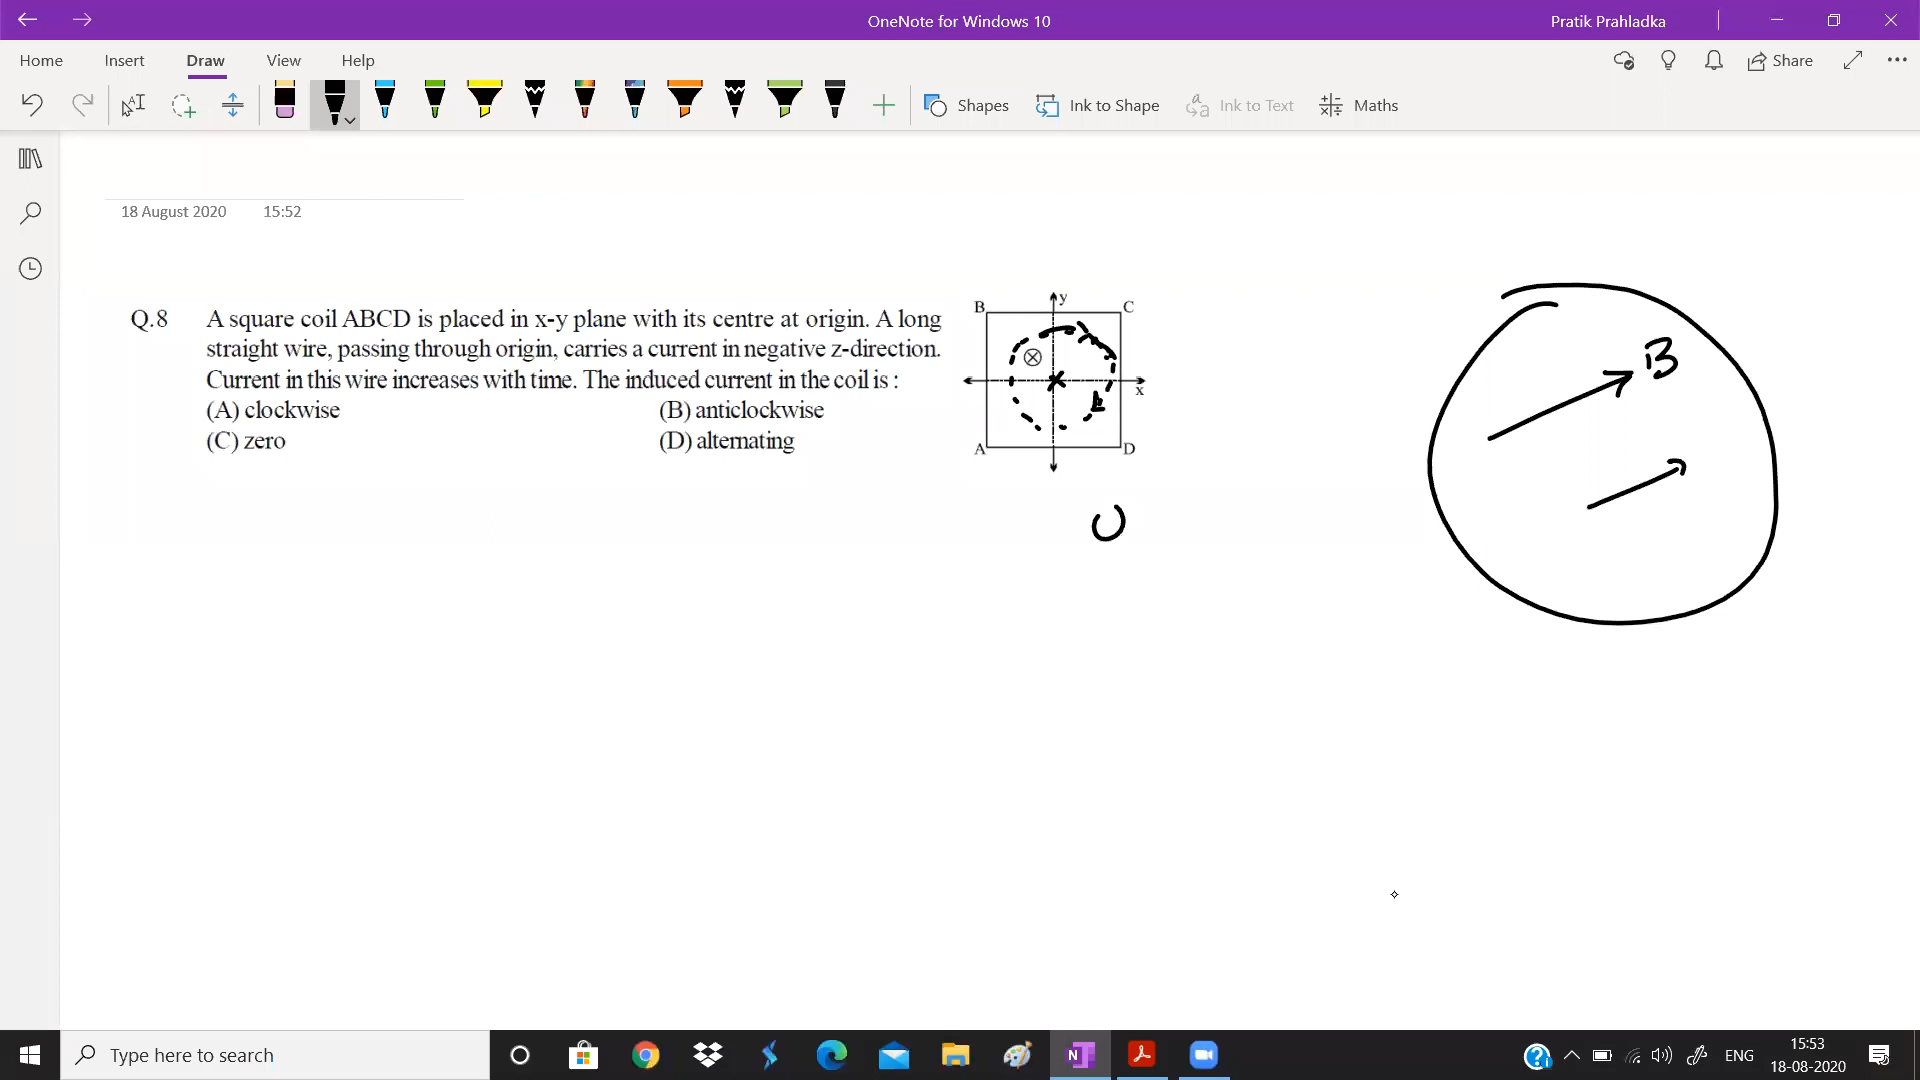 OneNote for Windows 10
Pratik Prahladka
Home Insert Draw View Help
Share
Shapes Ink to Shape Ink to Text Maths
18 August 2020 15:52
Q.8 A square coil ABCD is placed in x-y plane with its centre at origin. A long
straight wire, passing through origin, carries a current in negative z-direction.
Current in this wire increases with time. The induced current in the coil is :
(A) clockwise (B) anticlockwise
(C) zero (D) alternating
y
B C
x
A D
B
O
Type here to search
ENG
15:53
18-08-2020